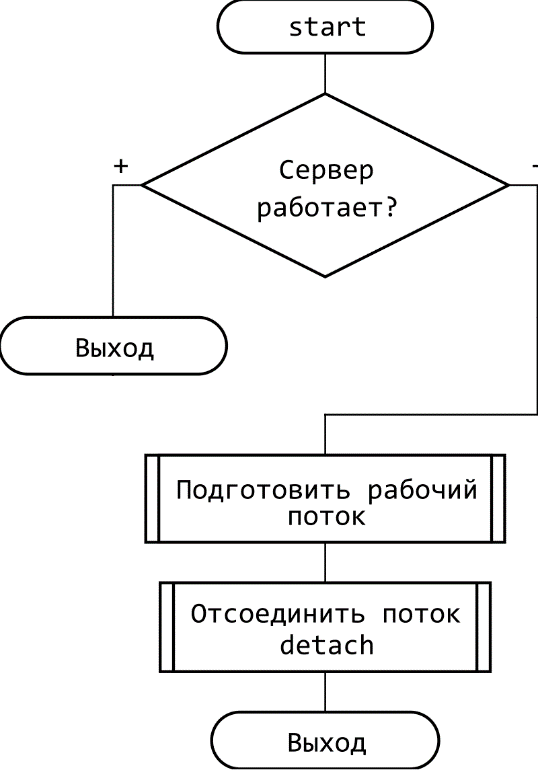 start
Сервер
работает?
+
-
Выход
Подготовить рабочий
поток
Отсоединить поток
detach
Выход